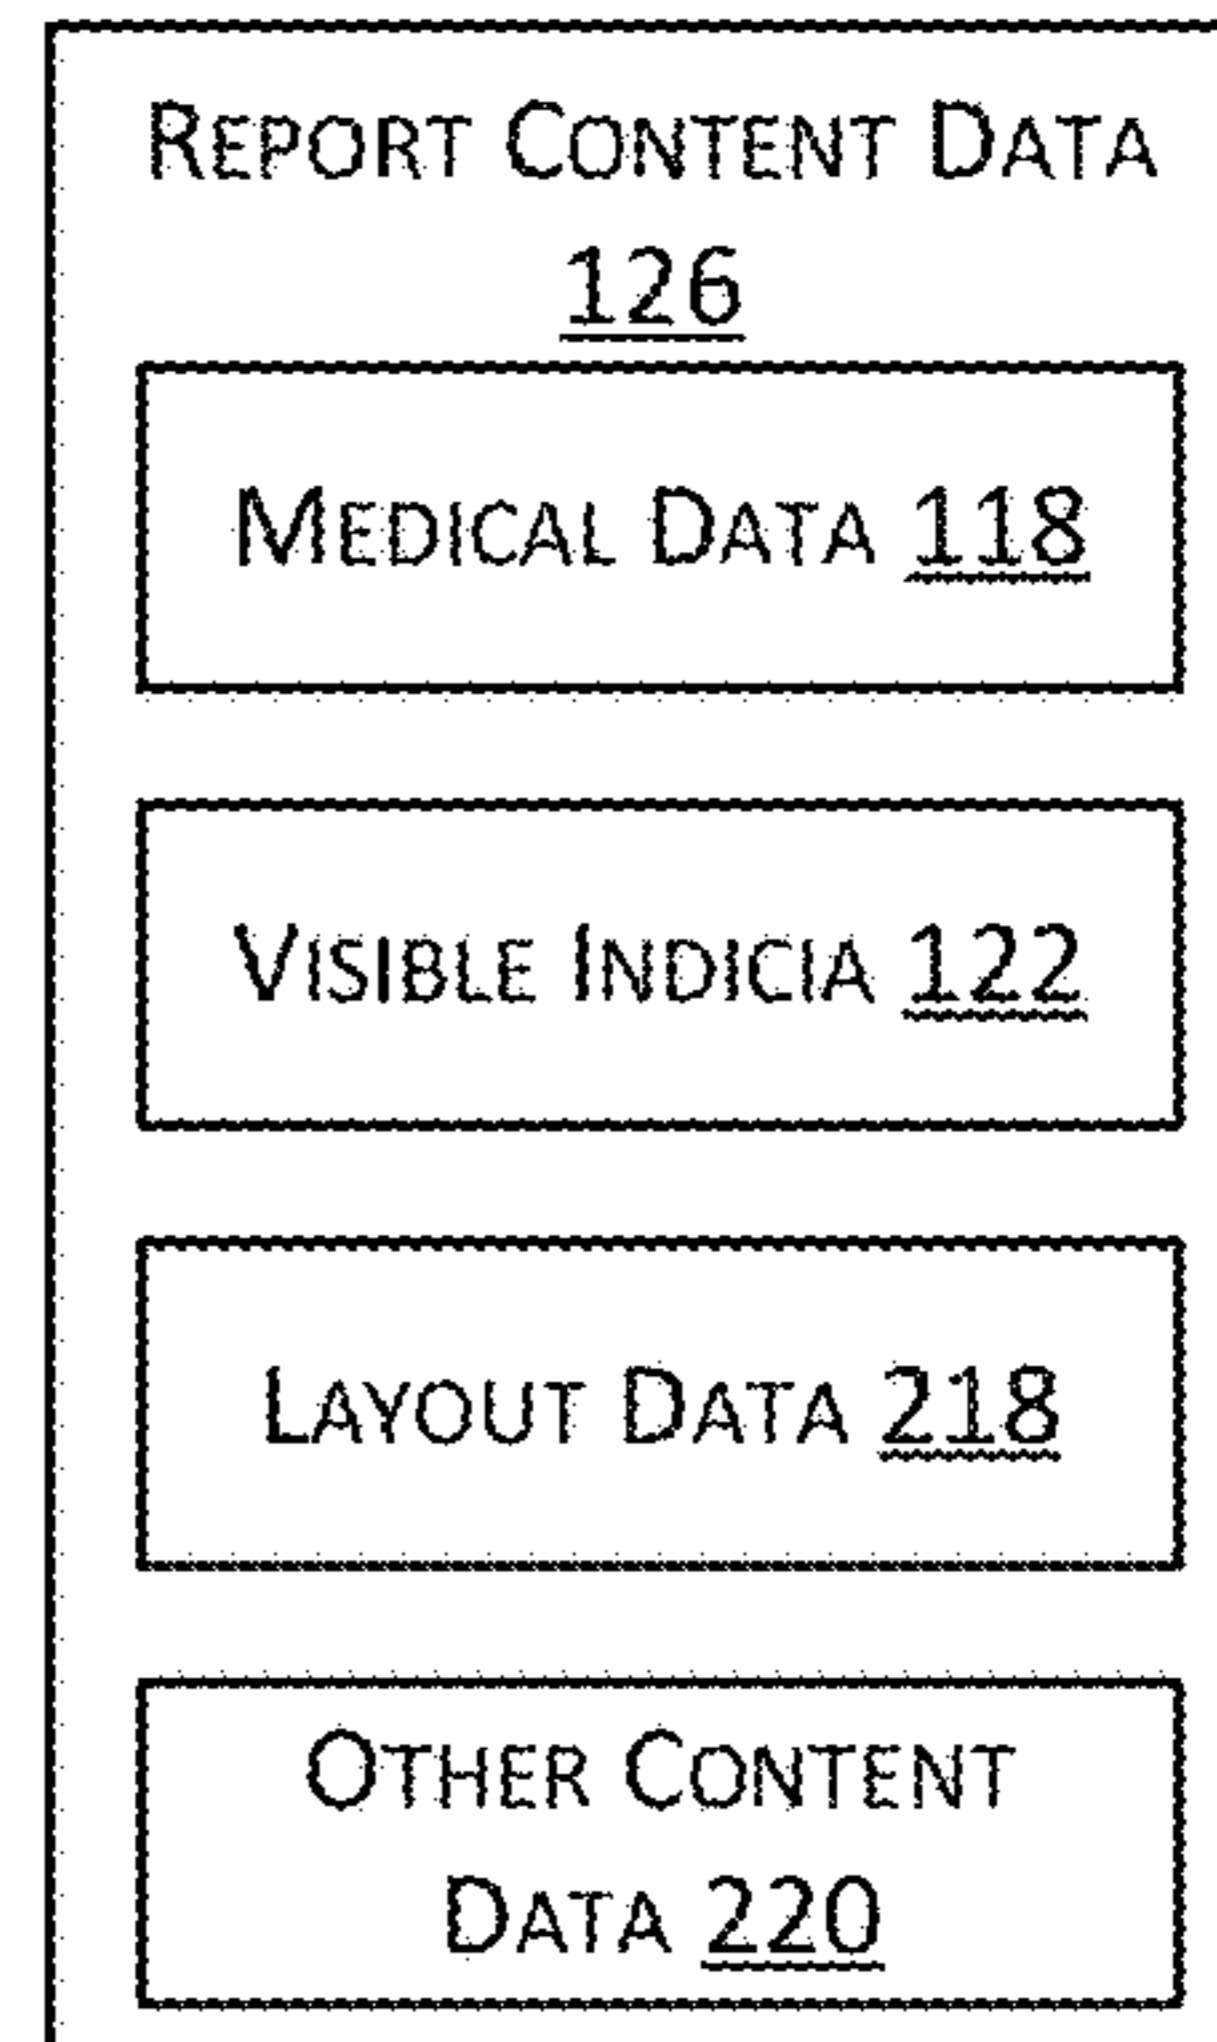 REPORT CONTENT DATA
126
MEDICAL DATA 118
VISIBLE INDICIA 122
LAYOUT DATA 218
OTHER CONTENT
DATA 220